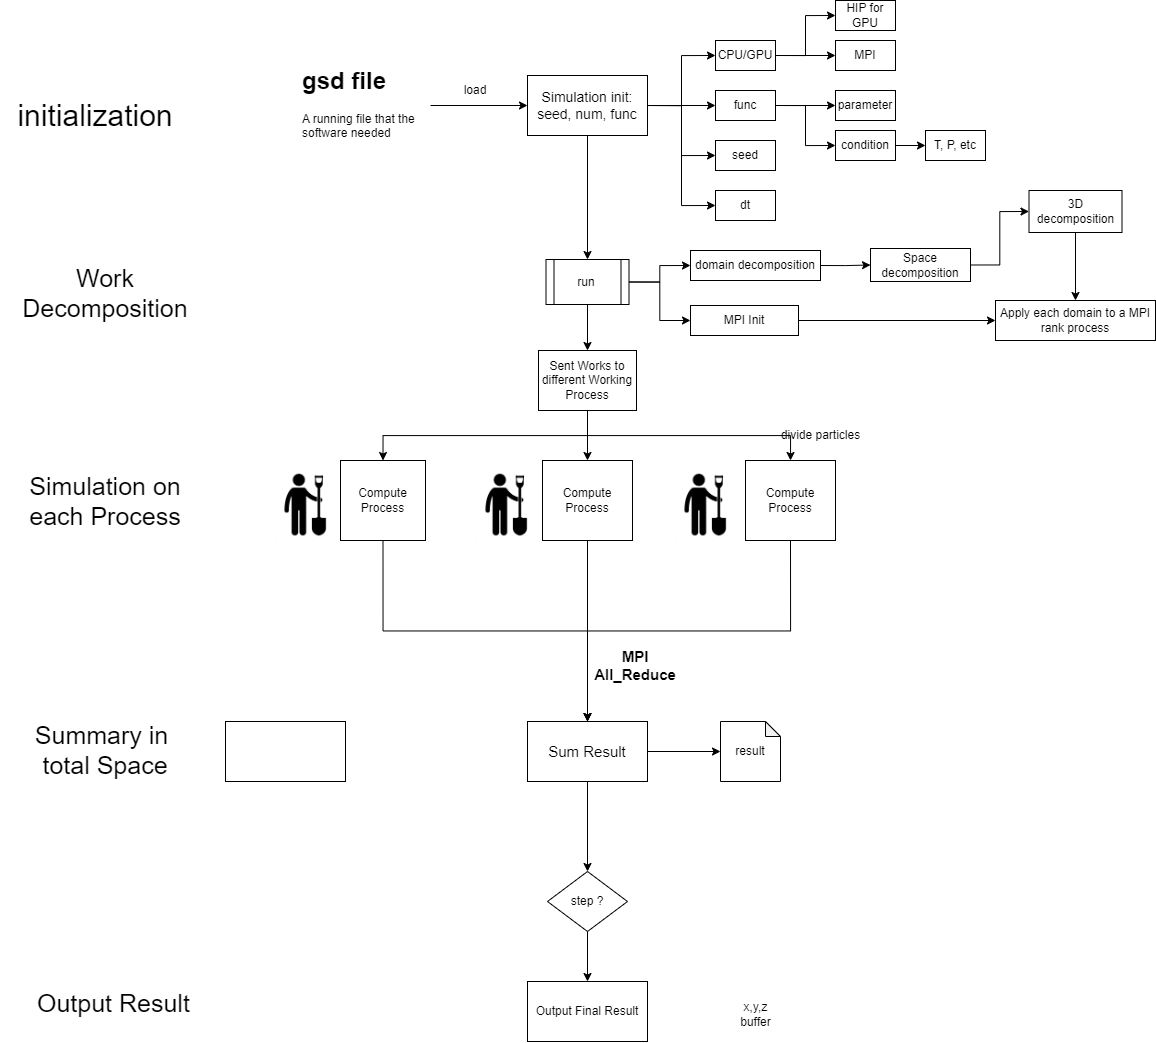 initialization
gsd file
A running file that the
software needed
load
Simulation init:
seed, num, func
CPU/GPU
HIP for
GPU
MPI
func
parameter
condition
T, P, etc
seed
dt
Work
Decomposition
run
domain decomposition
Space
decomposition
3D
decomposition
MPI Init
Apply each domain to a MPI
rank process
Sent Works to
different Working
Process
divide particles
Simulation on
each Process
Compute
Process
Compute
Process
Compute
Process
MPI
All_Reduce
Summary in
total Space
Sum Result
result
step ?
Output Result
Output Final Result
x,y,z
buffer